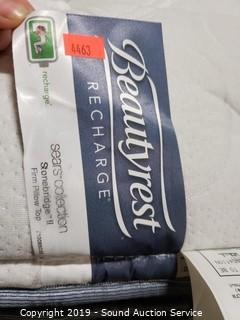 4463
Beautyrest
RECHARGE®
recharge
sears collection
Stonebridge II
Firm Pillow Top
Copyright 2019 - Sound Auction Service